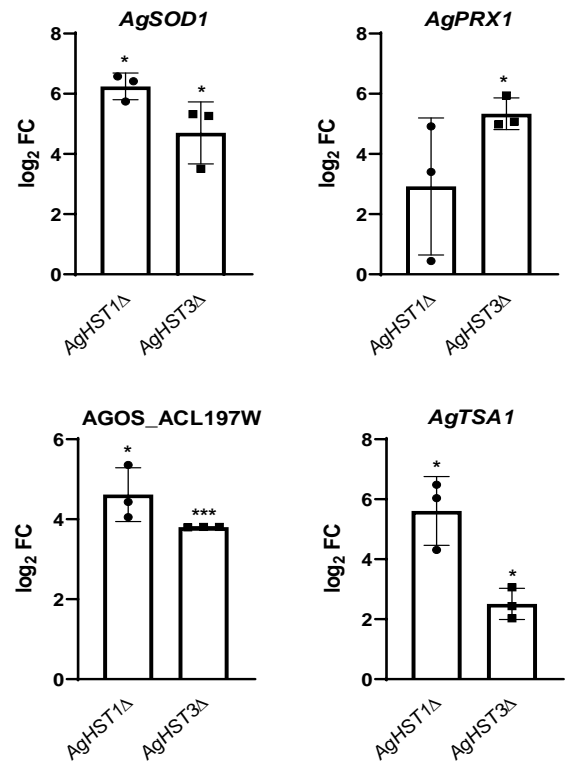 AgSOD1
8
6
4
2
0
log₂ FC
*
*
AgHST1Δ
AgHST3Δ
AgPRX1
8
6
4
2
0
log₂ FC
*
AgHST1Δ
AgHST3Δ
AGOS_ACL197W
6
4
2
0
log₂ FC
*
***
AgHST1Δ
AgHST3Δ
AgTSA1
8
6
4
2
0
log₂ FC
*
*
AgHST1Δ
AgHST3Δ